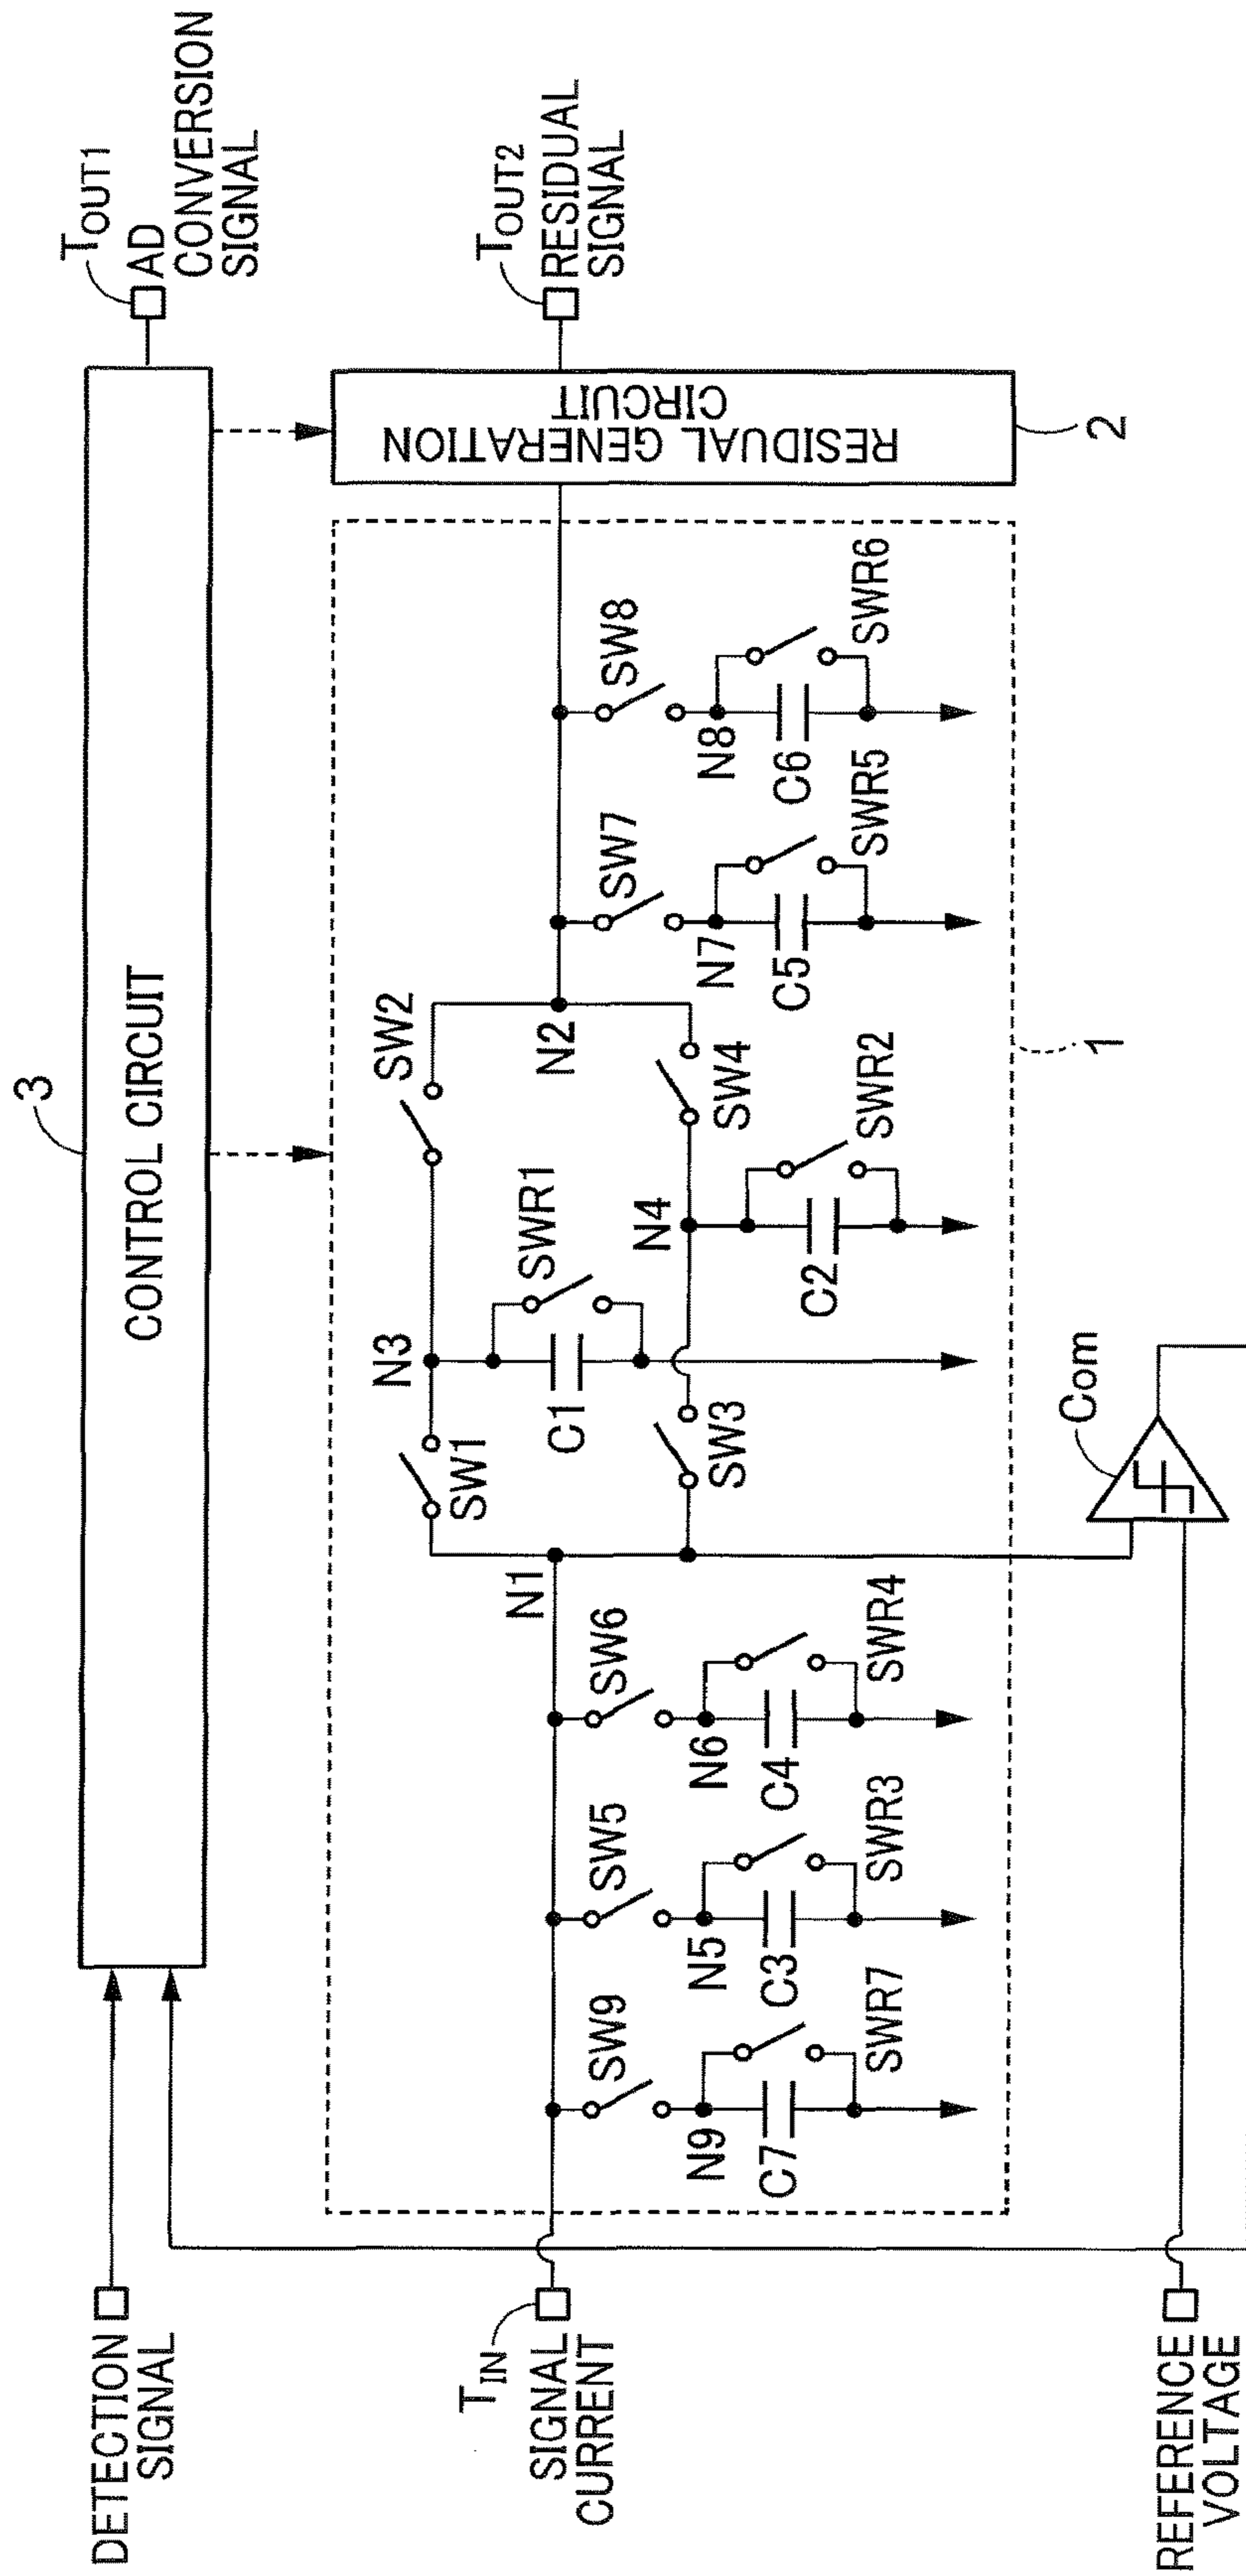 3
CONTROL CIRCUIT
DETECTION
SIGNAL
TOUT1
AD
CONVERSION
SIGNAL
TIN
SIGNAL
CURRENT
SW9
N9
C7
SWR7
SW5
N5
C3
SWR3
SW6
N6
C4
SWR4
N1
SW1
N3
SW2
C1
SWR1
SW3
N4
SW4
C2
SWR2
N2
SW7
N7
C5
SWR5
SW8
N8
C6
SWR6
1
RESIDUAL GENERATION
CIRCUIT
2
TOUT2
RESIDUAL
SIGNAL
Com
REFERENCE
VOLTAGE